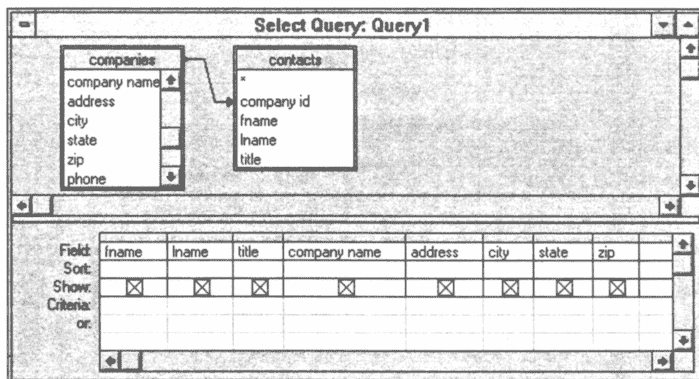 Select Query: Query1
companies
company name
address
city
state
zip
phone
contacts
*
company id
fname
lname
title
Field: fname lname title company name address city state zip
Sort:
Show:
Criteria:
or: